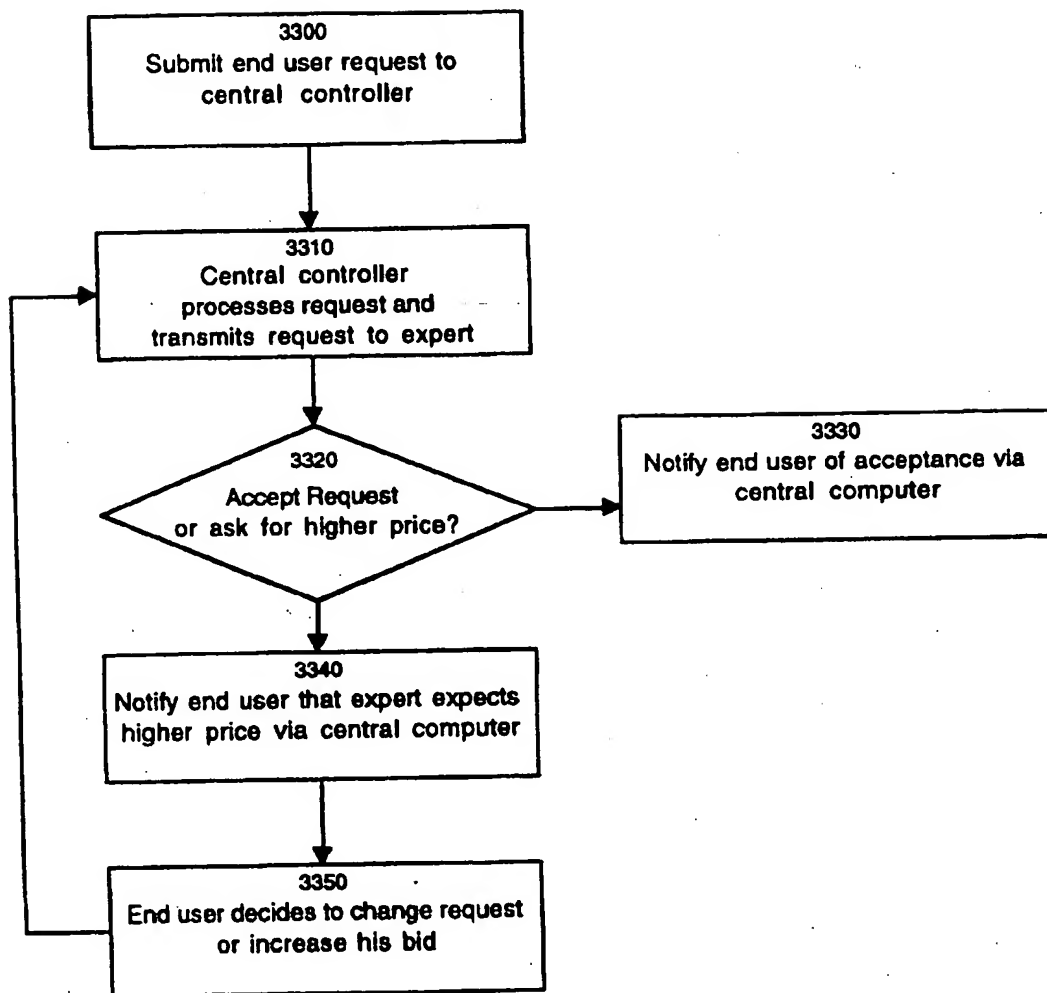 3300
Submit end user request to
central controller
3310
Central controller
processes request and
transmits request to expert
3320
Accept Request
or ask for higher price?
3330
Notify end user of acceptance via
central computer
3340
Notify end user that expert expects
higher price via central computer
3350
End user decides to change request
or increase his bid